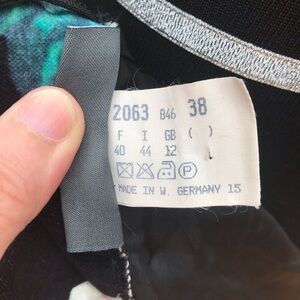 2063 846 38
F I GB ( )
40 44 12
P
MADE IN W. GERMANY 15